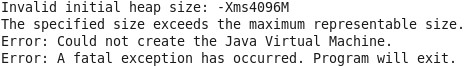 Invalid initial heap size: -Xms4096M
The specified size exceeds the maximum representable size.
Error: Could not create the Java Virtual Machine.
Error: A fatal exception has occurred. Program will exit.